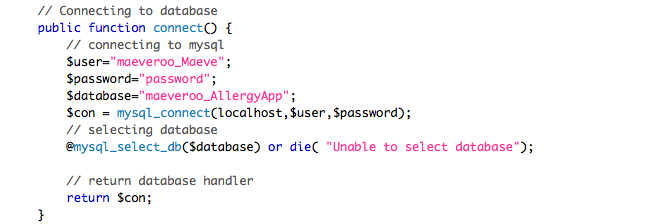 // Connecting to database
public function connect() {
// connecting to mysql
$user="maeveroo_Maeve";
$password="password";
$database="maeveroo_AllergyApp";
$con = mysql_connect(localhost,$user,$password);
// selecting database
@mysql_select_db($database) or die( "Unable to select database");
// return database handler
return $con;
}